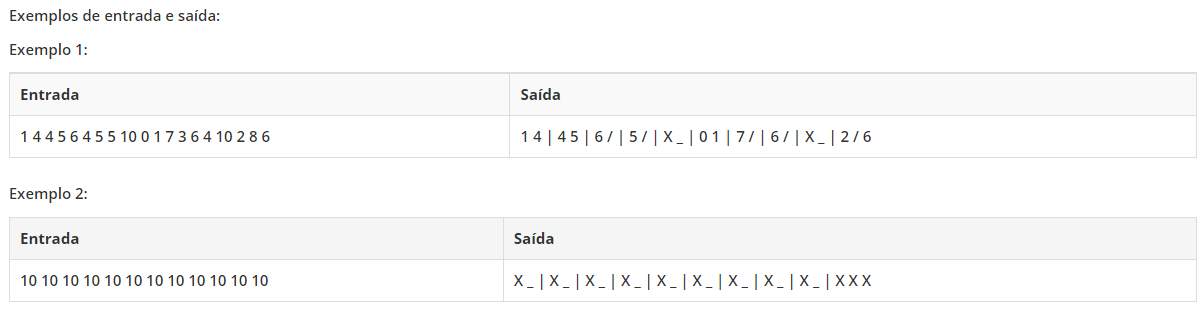 Exemplos de entrada e saída:
Exemplo 1:
Entrada Saída
1 4 4 5 6 4 5 5 10 0 1 7 3 6 4 10 2 8 6 1 4 | 4 5 | 6 / | 5 / | X _ | 0 1 | 7 / | 6 / | X _ | 2 / 6
Exemplo 2:
Entrada Saída
10 10 10 10 10 10 10 10 10 10 10 10 X _ | X _ | X _ | X _ | X _ | X _ | X _ | X _ | X _ | X X X